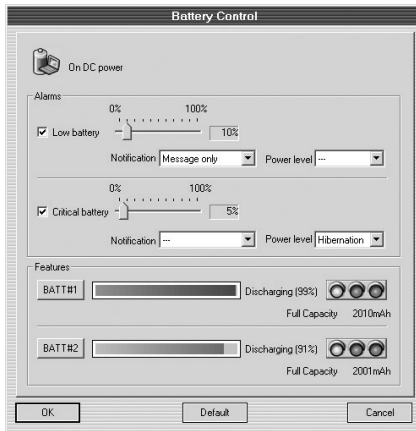 Battery Control
On DC power
Alarms
0% 100%
Low battery 10%
Notification Message only Power level ---
0% 100%
Critical battery 5%
Notification --- Power level Hibernation
Features
BATT#1 Discharging (99%)
Full Capacity 2010mAh
BATT#2 Discharging (91%)
Full Capacity 2001mAh
OK Default Cancel